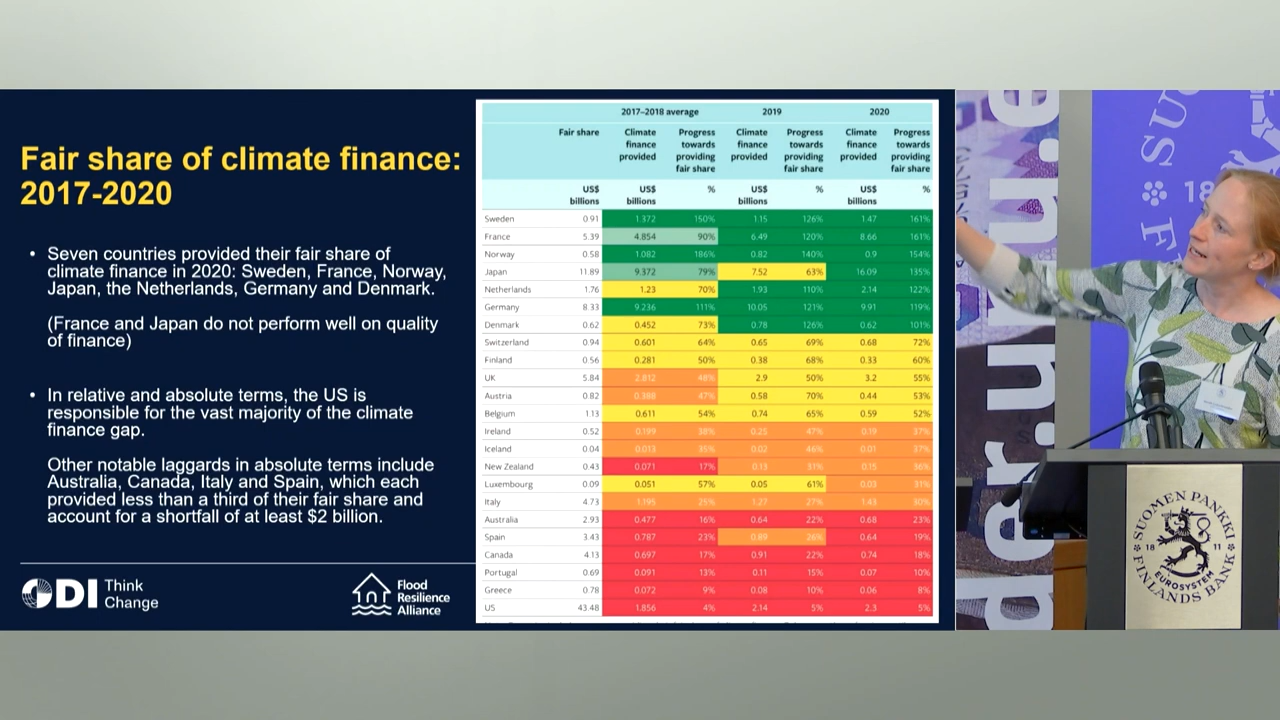 Fair share of climate finance:
2017-2020
• Seven countries provided their fair share of
climate finance in 2020: Sweden, France, Norway,
Japan, the Netherlands, Germany and Denmark.
(France and Japan do not perform well on quality
of finance)
• In relative and absolute terms, the US is
responsible for the vast majority of the climate
finance gap.
Other notable laggards in absolute terms include
Australia, Canada, Italy and Spain, which each
provided less than a third of their fair share and
account for a shortfall of at least $2 billion.
ODI Think
Change
Flood
Resilience
Alliance
2017–2018 average 2019 2020
Fair share Climate Progress Climate Progress Climate Progress
finance towards finance towards finance towards
provided providing provided providing provided providing
fair share fair share fair share
US$ US$ % US$ % US$ %
billions billions billions billions
Sweden 0.91 1.372 150% 1.15 126% 1.47 161%
France 5.39 4.854 90% 6.49 120% 8.66 161%
Norway 0.58 1.082 186% 0.82 140% 0.9 154%
Japan 11.89 9.372 79% 7.52 63% 16.09 135%
Netherlands 1.76 1.23 70% 1.93 110% 2.14 122%
Germany 8.33 9.236 111% 10.05 121% 9.91 119%
Denmark 0.62 0.452 73% 0.78 126% 0.62 101%
Switzerland 0.94 0.601 64% 0.65 69% 0.68 72%
Finland 0.56 0.281 50% 0.38 68% 0.33 60%
UK 5.84 2.812 48% 2.9 50% 3.2 55%
Austria 0.82 0.388 47% 0.58 70% 0.44 53%
Belgium 1.13 0.611 54% 0.74 65% 0.59 52%
Ireland 0.52 0.199 38% 0.25 47% 0.19 37%
Iceland 0.04 0.013 35% 0.02 46% 0.01 37%
New Zealand 0.43 0.071 17% 0.13 31% 0.15 36%
Luxembourg 0.09 0.051 57% 0.05 61% 0.03 31%
Italy 4.73 1.195 25% 1.27 27% 1.43 30%
Australia 2.93 0.477 16% 0.64 22% 0.68 23%
Spain 3.43 0.787 23% 0.89 26% 0.64 19%
Canada 4.13 0.697 17% 0.91 22% 0.74 18%
Portugal 0.69 0.091 13% 0.11 15% 0.07 10%
Greece 0.78 0.072 9% 0.08 10% 0.06 8%
US 43.48 1.856 4% 2.14 5% 2.3 5%
der.u
SUOMEN PANKKI
18 11
EUROSYSTEM
FINLANDS BANK